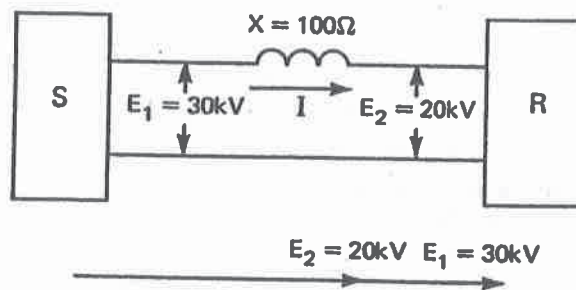 X = 100Ω
S
E₁ = 30kV
I
E₂ = 20kV
R
E₂ = 20kV E₁ = 30kV